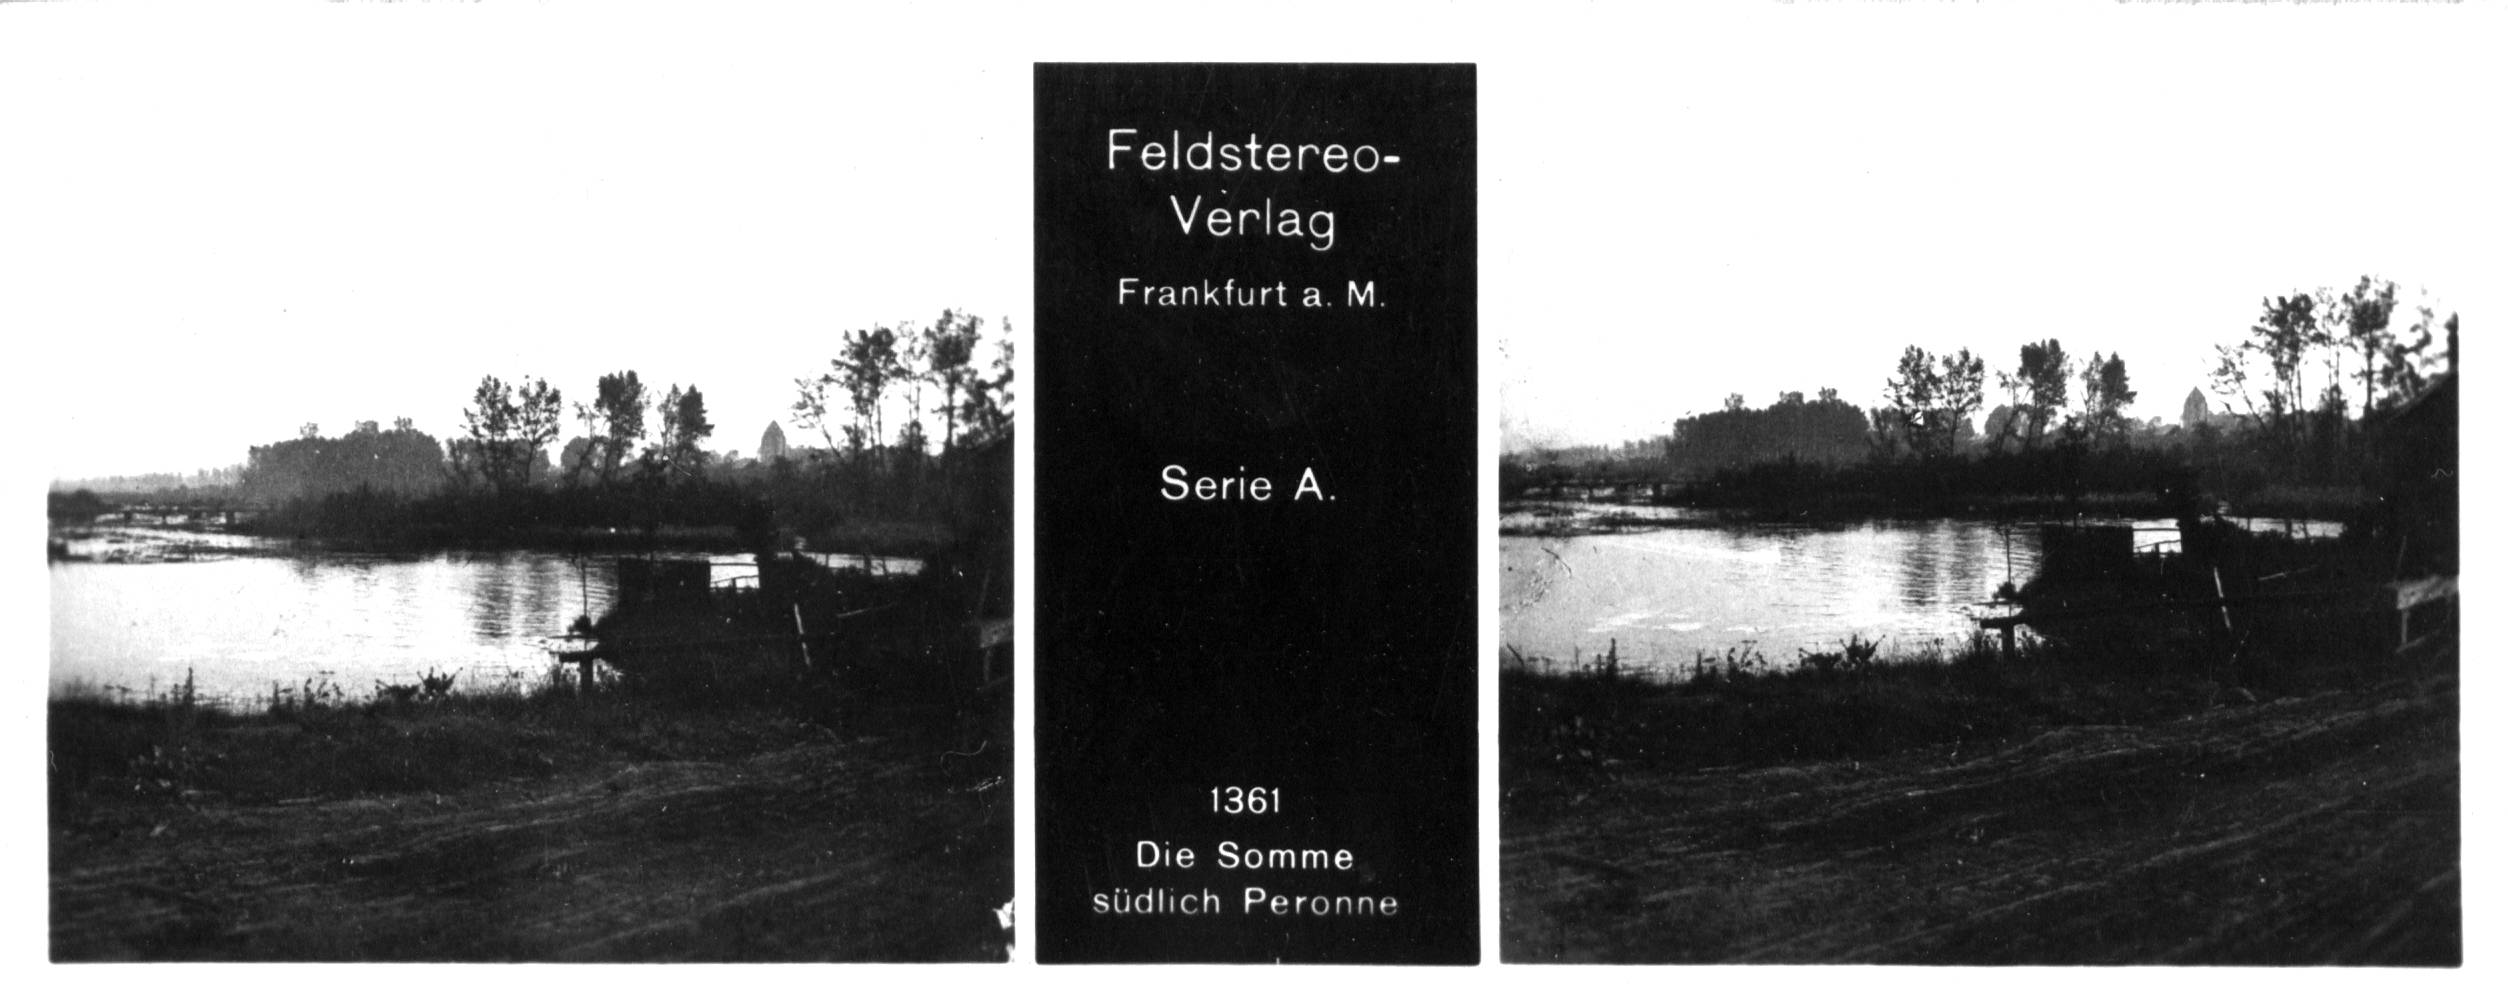 Feldstereo-
Verlag
Frankfurt a. M.
Serie A.
1361
Die Somme
südlich Peronne